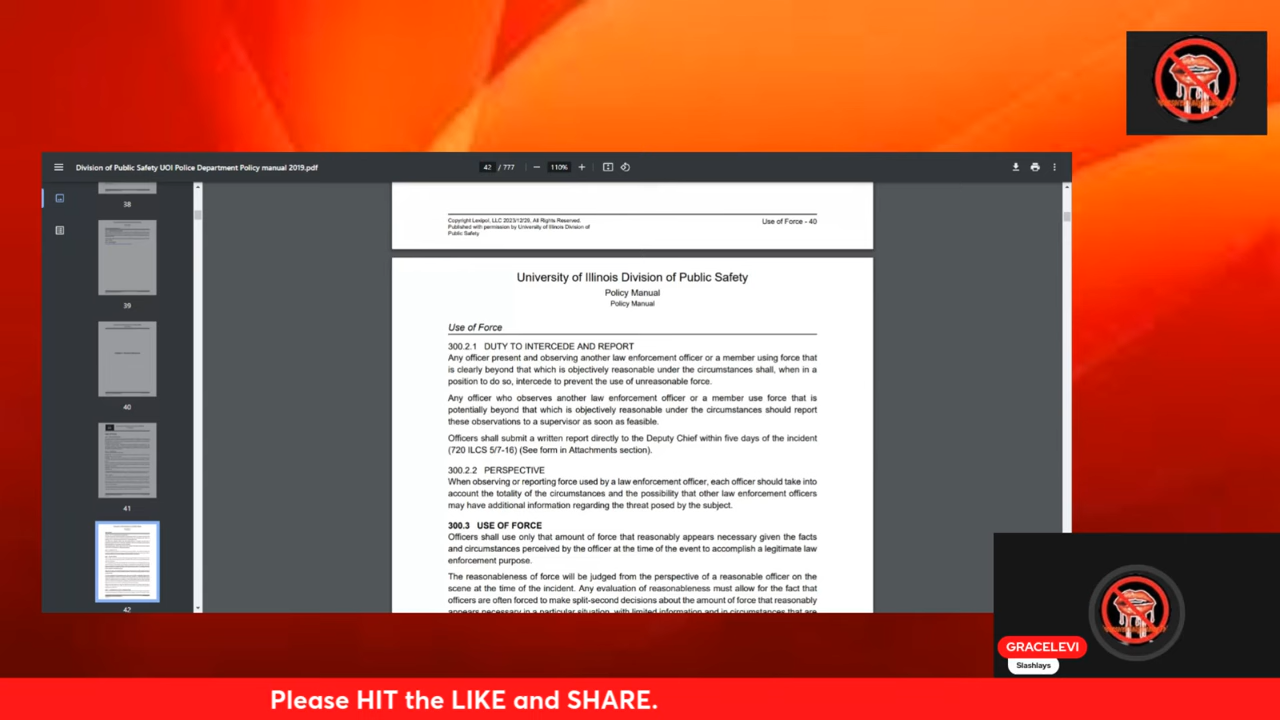 Division of Public Safety UOI Police Department Policy manual 2019.pdf
42 / 777
110%
38
39
40
41
42
Copyright Lexipol, LLC 2023/12/26, All Rights Reserved.
Published with permission by University of Illinois Division of
Public Safety
Use of Force - 40
University of Illinois Division of Public Safety
Policy Manual
Policy Manual
Use of Force
300.2.1 DUTY TO INTERCEDE AND REPORT
Any officer present and observing another law enforcement officer or a member using force that
is clearly beyond that which is objectively reasonable under the circumstances shall, when in a
position to do so, intercede to prevent the use of unreasonable force.
Any officer who observes another law enforcement officer or a member use force that is
potentially beyond that which is objectively reasonable under the circumstances should report
these observations to a supervisor as soon as feasible.
Officers shall submit a written report directly to the Deputy Chief within five days of the incident
(720 ILCS 5/7-16) (See form in Attachments section).
300.2.2 PERSPECTIVE
When observing or reporting force used by a law enforcement officer, each officer should take into
account the totality of the circumstances and the possibility that other law enforcement officers
may have additional information regarding the threat posed by the subject.
300.3 USE OF FORCE
Officers shall use only that amount of force that reasonably appears necessary given the facts
and circumstances perceived by the officer at the time of the event to accomplish a legitimate law
enforcement purpose.
The reasonableness of force will be judged from the perspective of a reasonable officer on the
scene at the time of the incident. Any evaluation of reasonableness must allow for the fact that
officers are often forced to make split-second decisions about the amount of force that reasonably
appears necessary in a particular situation, with limited information and in circumstances that are
GRACELEVI
Slashlays
Please HIT the LIKE and SHARE.